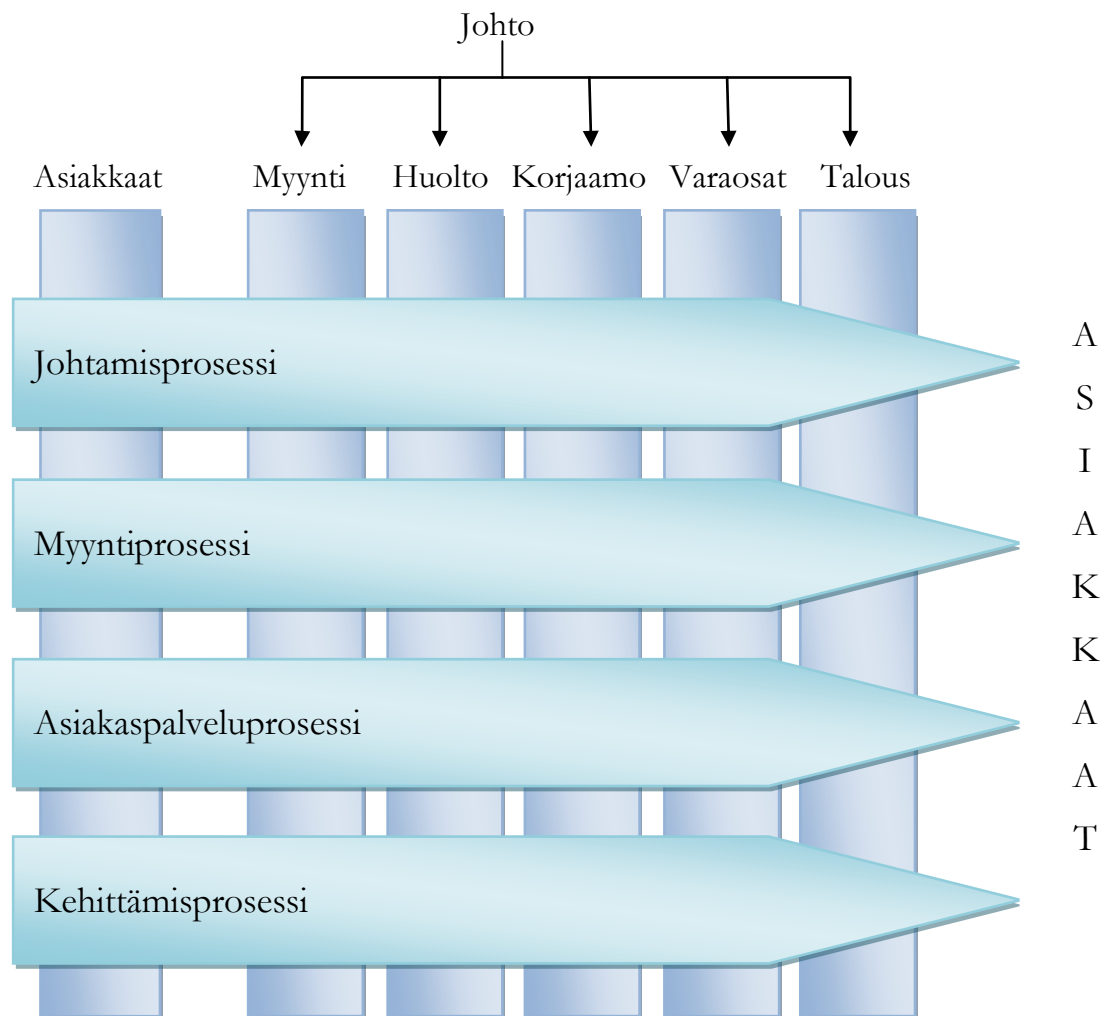 Johto
Asiakkaat Myynti Huolto Korjaamo Varaosat Talous
Johtamisprosessi
Myyntiprosessi
Asiakaspalveluprosessi
Kehittämisprosessi
A
S
I
A
K
K
A
A
T